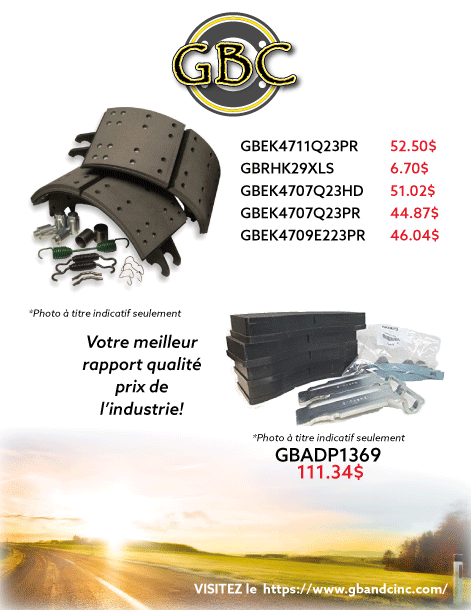 GBC
GBEK4711Q23PR 52.50$
GBRHK29XLS 6.70$
GBEK4707Q23HD 51.02$
GBEK4707Q23PR 44.87$
GBEK4709E223PR 46.04$
*Photo à titre indicatif seulement
Votre meilleur
rapport qualité
prix de
l'industrie!
*Photo à titre indicatif seulement
GBADP1369
111.34$
VISITEZ le https://www.gbandcinc.com/